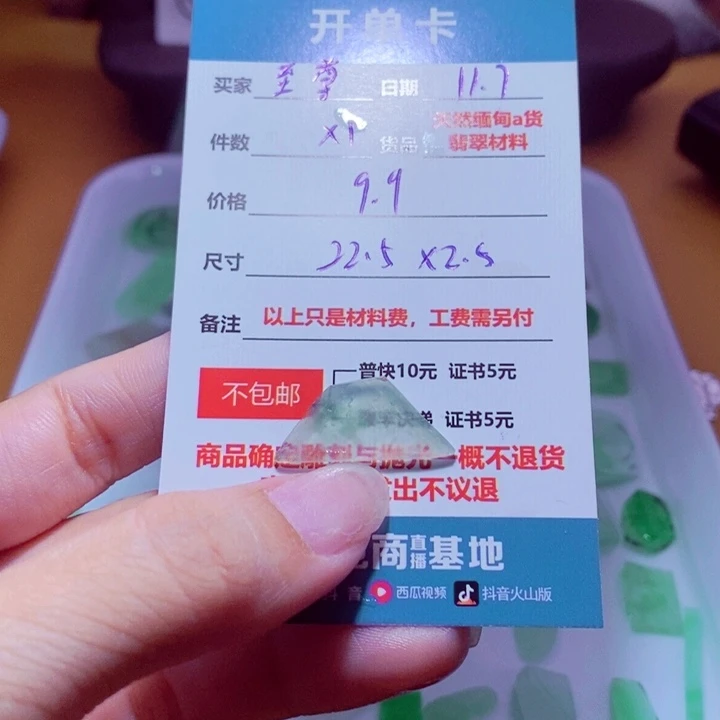 开单卡
买家 至尊 日期 11.7
件数 x1 货品 天然缅甸a货
翡翠材料
价格 9.9
尺寸 22.5 x2.5
备注 以上只是材料费，工费需另付
不包邮 普快10元 证书5元
证书5元
商品确定雕刻与抛光一概不退货
出不议退
商直播基地
音 西瓜视频 抖音火山版